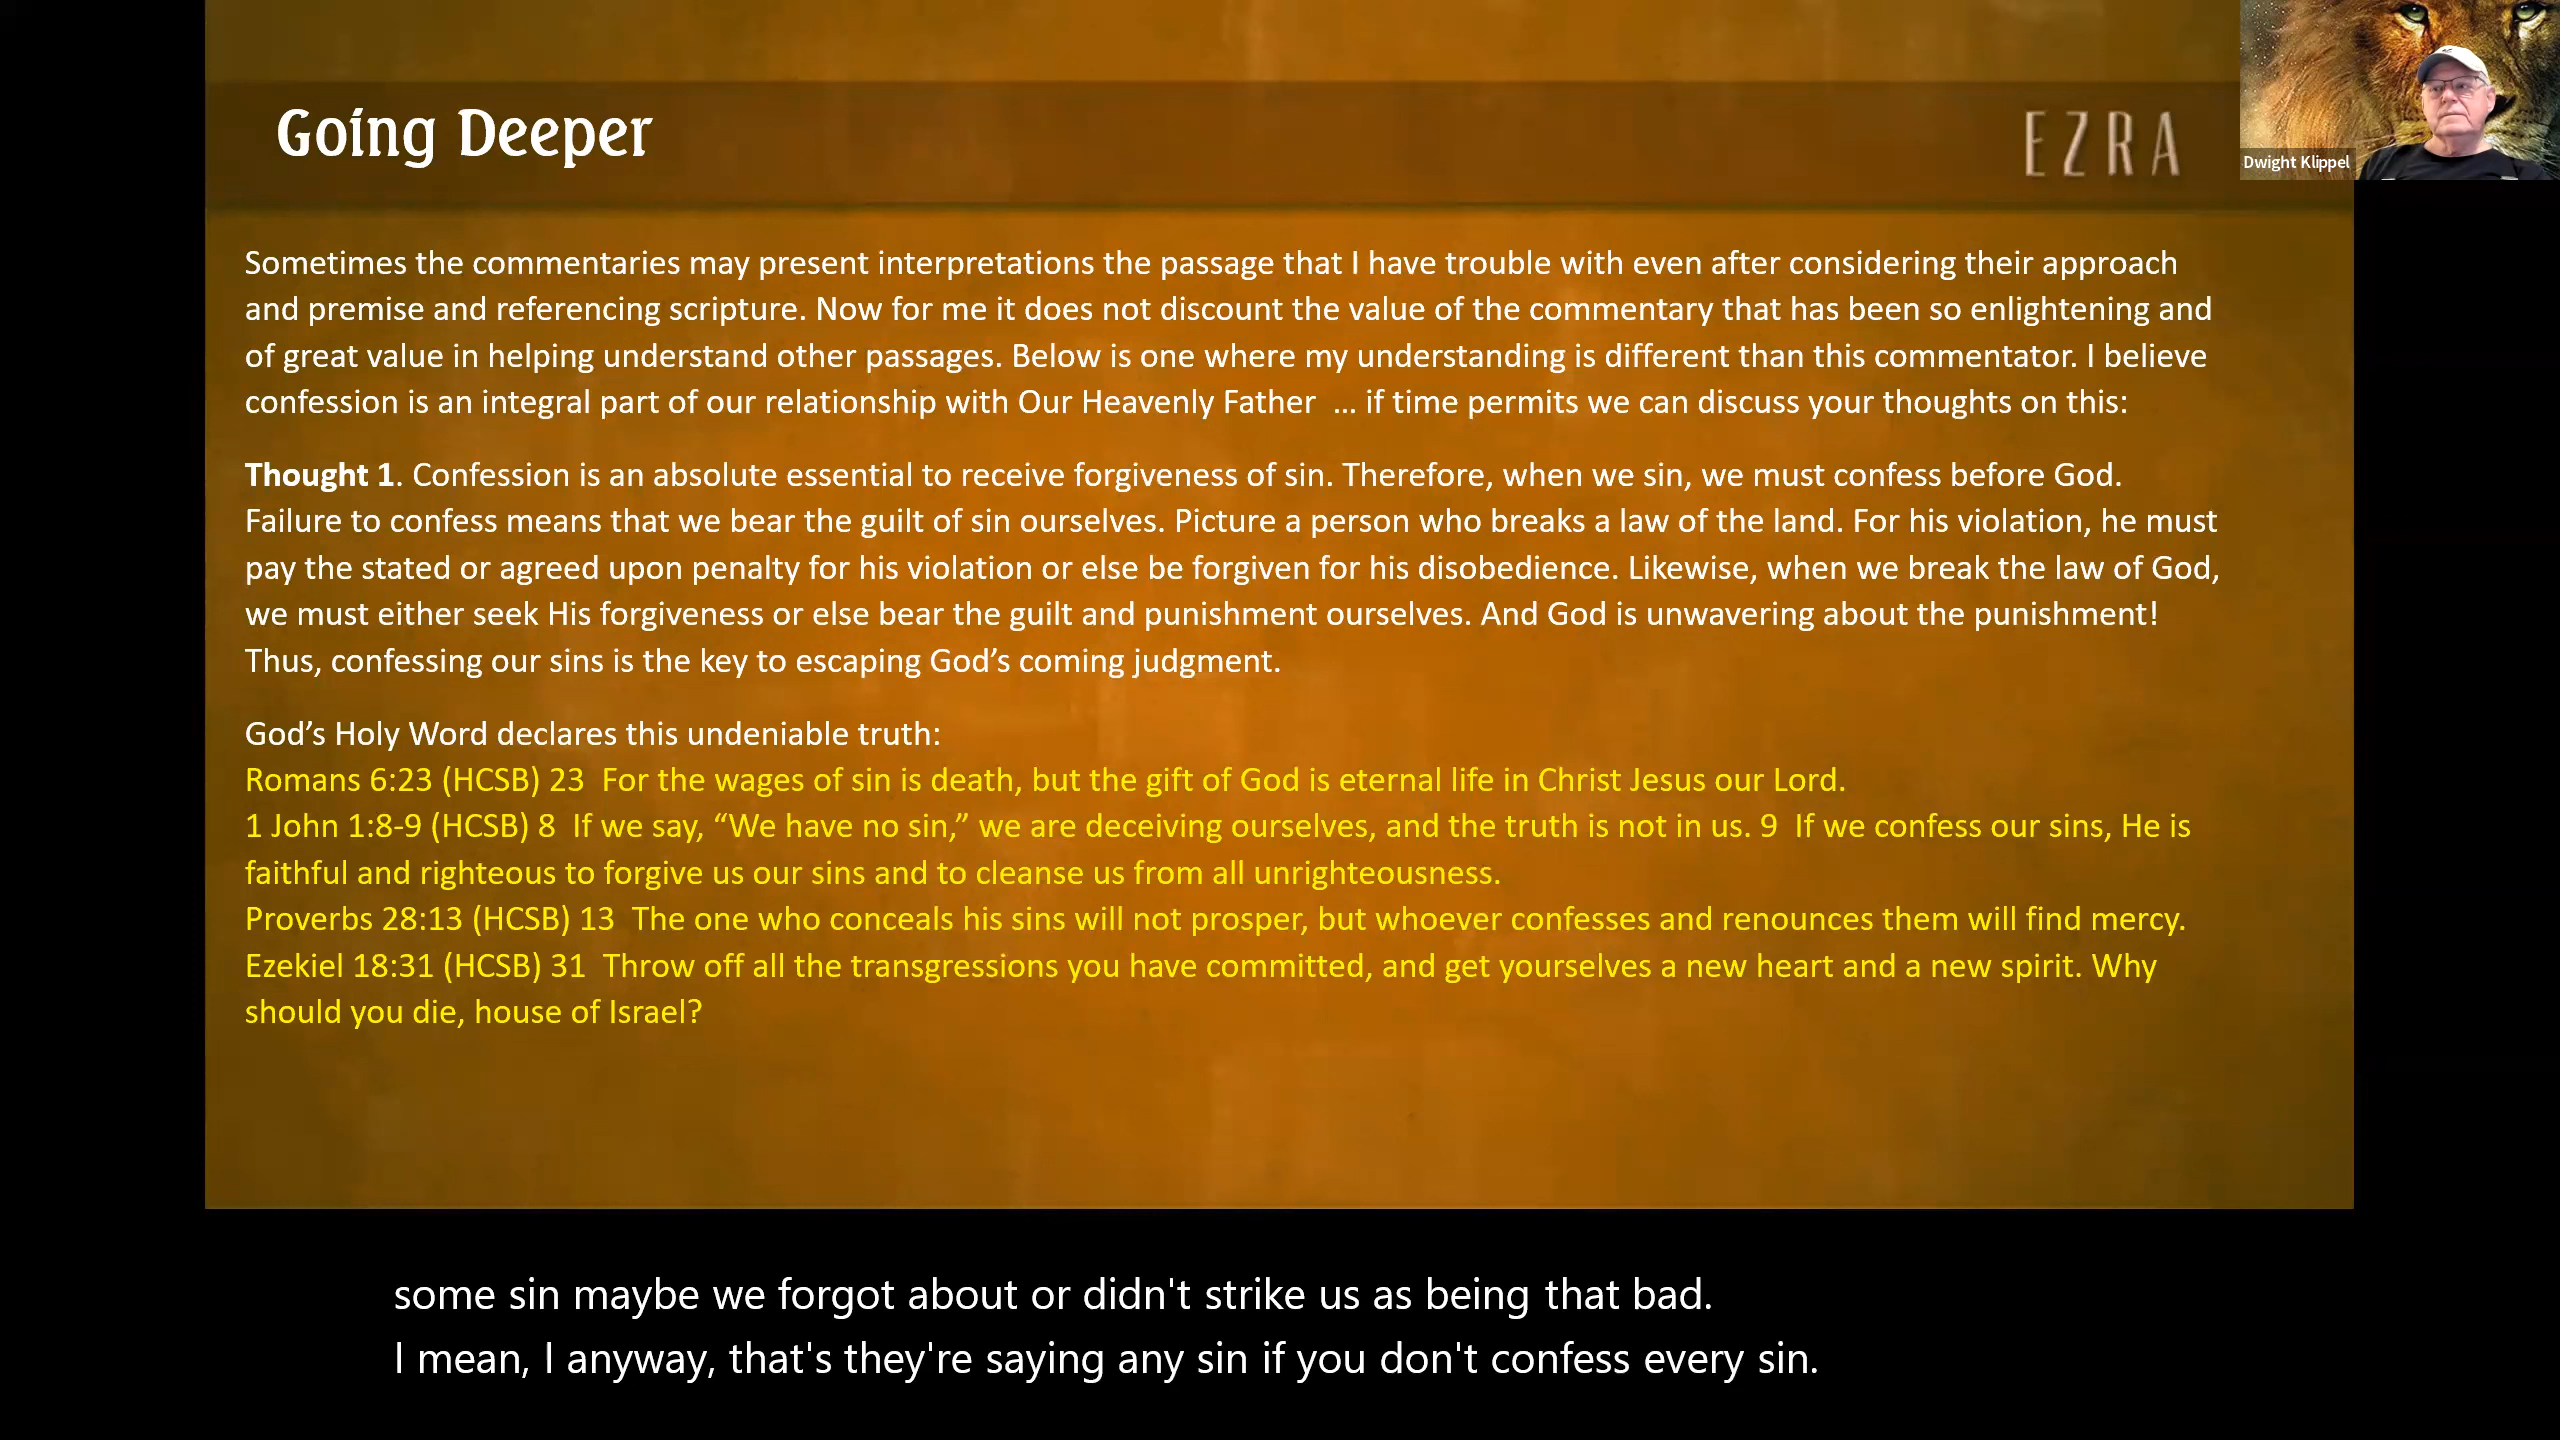 Going Deeper
EZRA
Dwight Klippel
Sometimes the commentaries may present interpretations the passage that I have trouble with even after considering their approach
and premise and referencing scripture. Now for me it does not discount the value of the commentary that has been so enlightening and
of great value in helping understand other passages. Below is one where my understanding is different than this commentator. I believe
confession is an integral part of our relationship with Our Heavenly Father  ... if time permits we can discuss your thoughts on this:
Thought 1. Confession is an absolute essential to receive forgiveness of sin. Therefore, when we sin, we must confess before God.
Failure to confess means that we bear the guilt of sin ourselves. Picture a person who breaks a law of the land. For his violation, he must
pay the stated or agreed upon penalty for his violation or else be forgiven for his disobedience. Likewise, when we break the law of God,
we must either seek His forgiveness or else bear the guilt and punishment ourselves. And God is unwavering about the punishment!
Thus, confessing our sins is the key to escaping God’s coming judgment.
God’s Holy Word declares this undeniable truth:
Romans 6:23 (HCSB) 23  For the wages of sin is death, but the gift of God is eternal life in Christ Jesus our Lord.
1 John 1:8-9 (HCSB) 8  If we say, “We have no sin,” we are deceiving ourselves, and the truth is not in us. 9  If we confess our sins, He is
faithful and righteous to forgive us our sins and to cleanse us from all unrighteousness.
Proverbs 28:13 (HCSB) 13  The one who conceals his sins will not prosper, but whoever confesses and renounces them will find mercy.
Ezekiel 18:31 (HCSB) 31  Throw off all the transgressions you have committed, and get yourselves a new heart and a new spirit. Why
should you die, house of Israel?
some sin maybe we forgot about or didn't strike us as being that bad.
I mean, I anyway, that's they're saying any sin if you don't confess every sin.